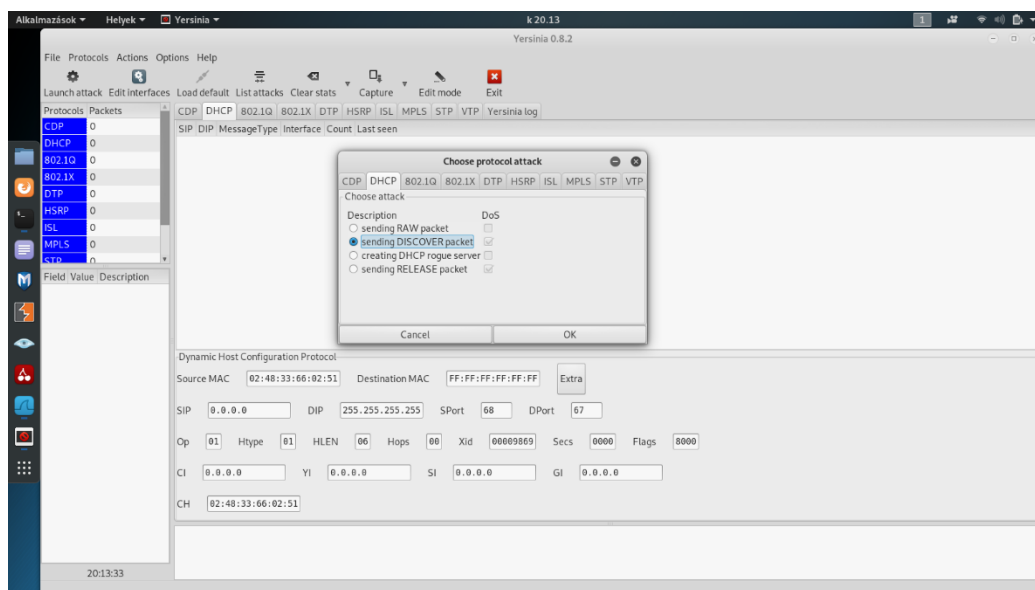 Alkalmazások Helyek Yersinia k 20.13 1
Yersinia 0.8.2
File Protocols Actions Options Help
Launch attack Edit interfaces Load default List attacks Clear stats Capture Edit mode Exit
Protocols Packets
CDP 0
DHCP 0
802.1Q 0
802.1X 0
DTP 0
HSRP 0
ISL 0
MPLS 0
STP 0
Field Value Description
20:13:33
CDP DHCP 802.1Q 802.1X DTP HSRP ISL MPLS STP VTP Yersinia log
SIP DIP MessageType Interface Count Last seen
Choose protocol attack
CDP DHCP 802.1Q 802.1X DTP HSRP ISL MPLS STP VTP
Choose attack
Description DoS
sending RAW packet
sending DISCOVER packet
creating DHCP rogue server
sending RELEASE packet
Cancel OK
Dynamic Host Configuration Protocol
Source MAC 02:48:33:66:02:51 Destination MAC FF:FF:FF:FF:FF:FF Extra
SIP 0.0.0.0 DIP 255.255.255.255 SPort 68 DPort 67
Op 01 Htype 01 HLEN 06 Hops 00 Xid 00009869 Secs 0000 Flags 8000
CI 0.0.0.0 YI 0.0.0.0 SI 0.0.0.0 GI 0.0.0.0
CH 02:48:33:66:02:51